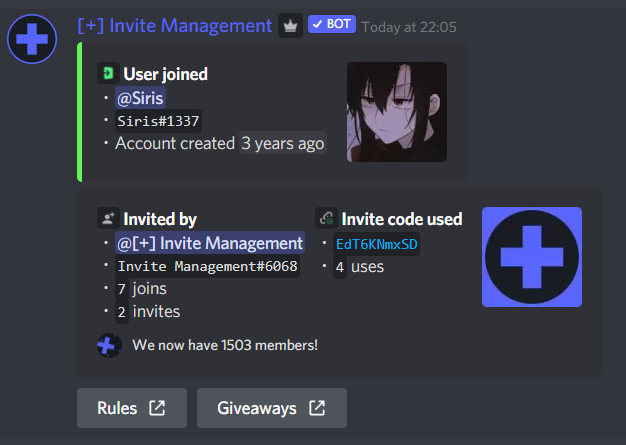 [+] Invite Management BOT Today at 22:05
User joined
• @Siris
• Siris#1337
• Account created 3 years ago
Invited by
• @[+] Invite Management
• Invite Management#6068
• 7 joins
• 2 invites
Invite code used
• EdT6KNmxSD
• 4 uses
We now have 1503 members!
Rules
Giveaways